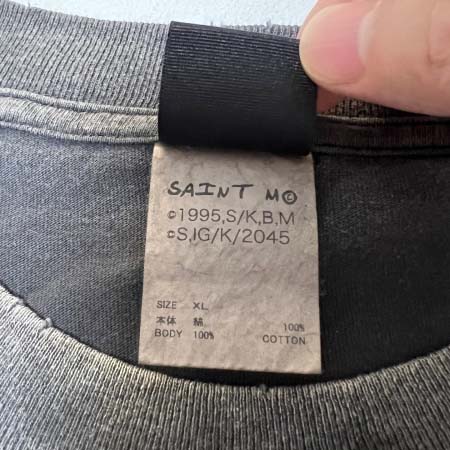 SAINT M©
©1995,S/K,B,M
©S,IG/K/2045
SIZE XL
本体 綿 100%
BODY 100% COTTON